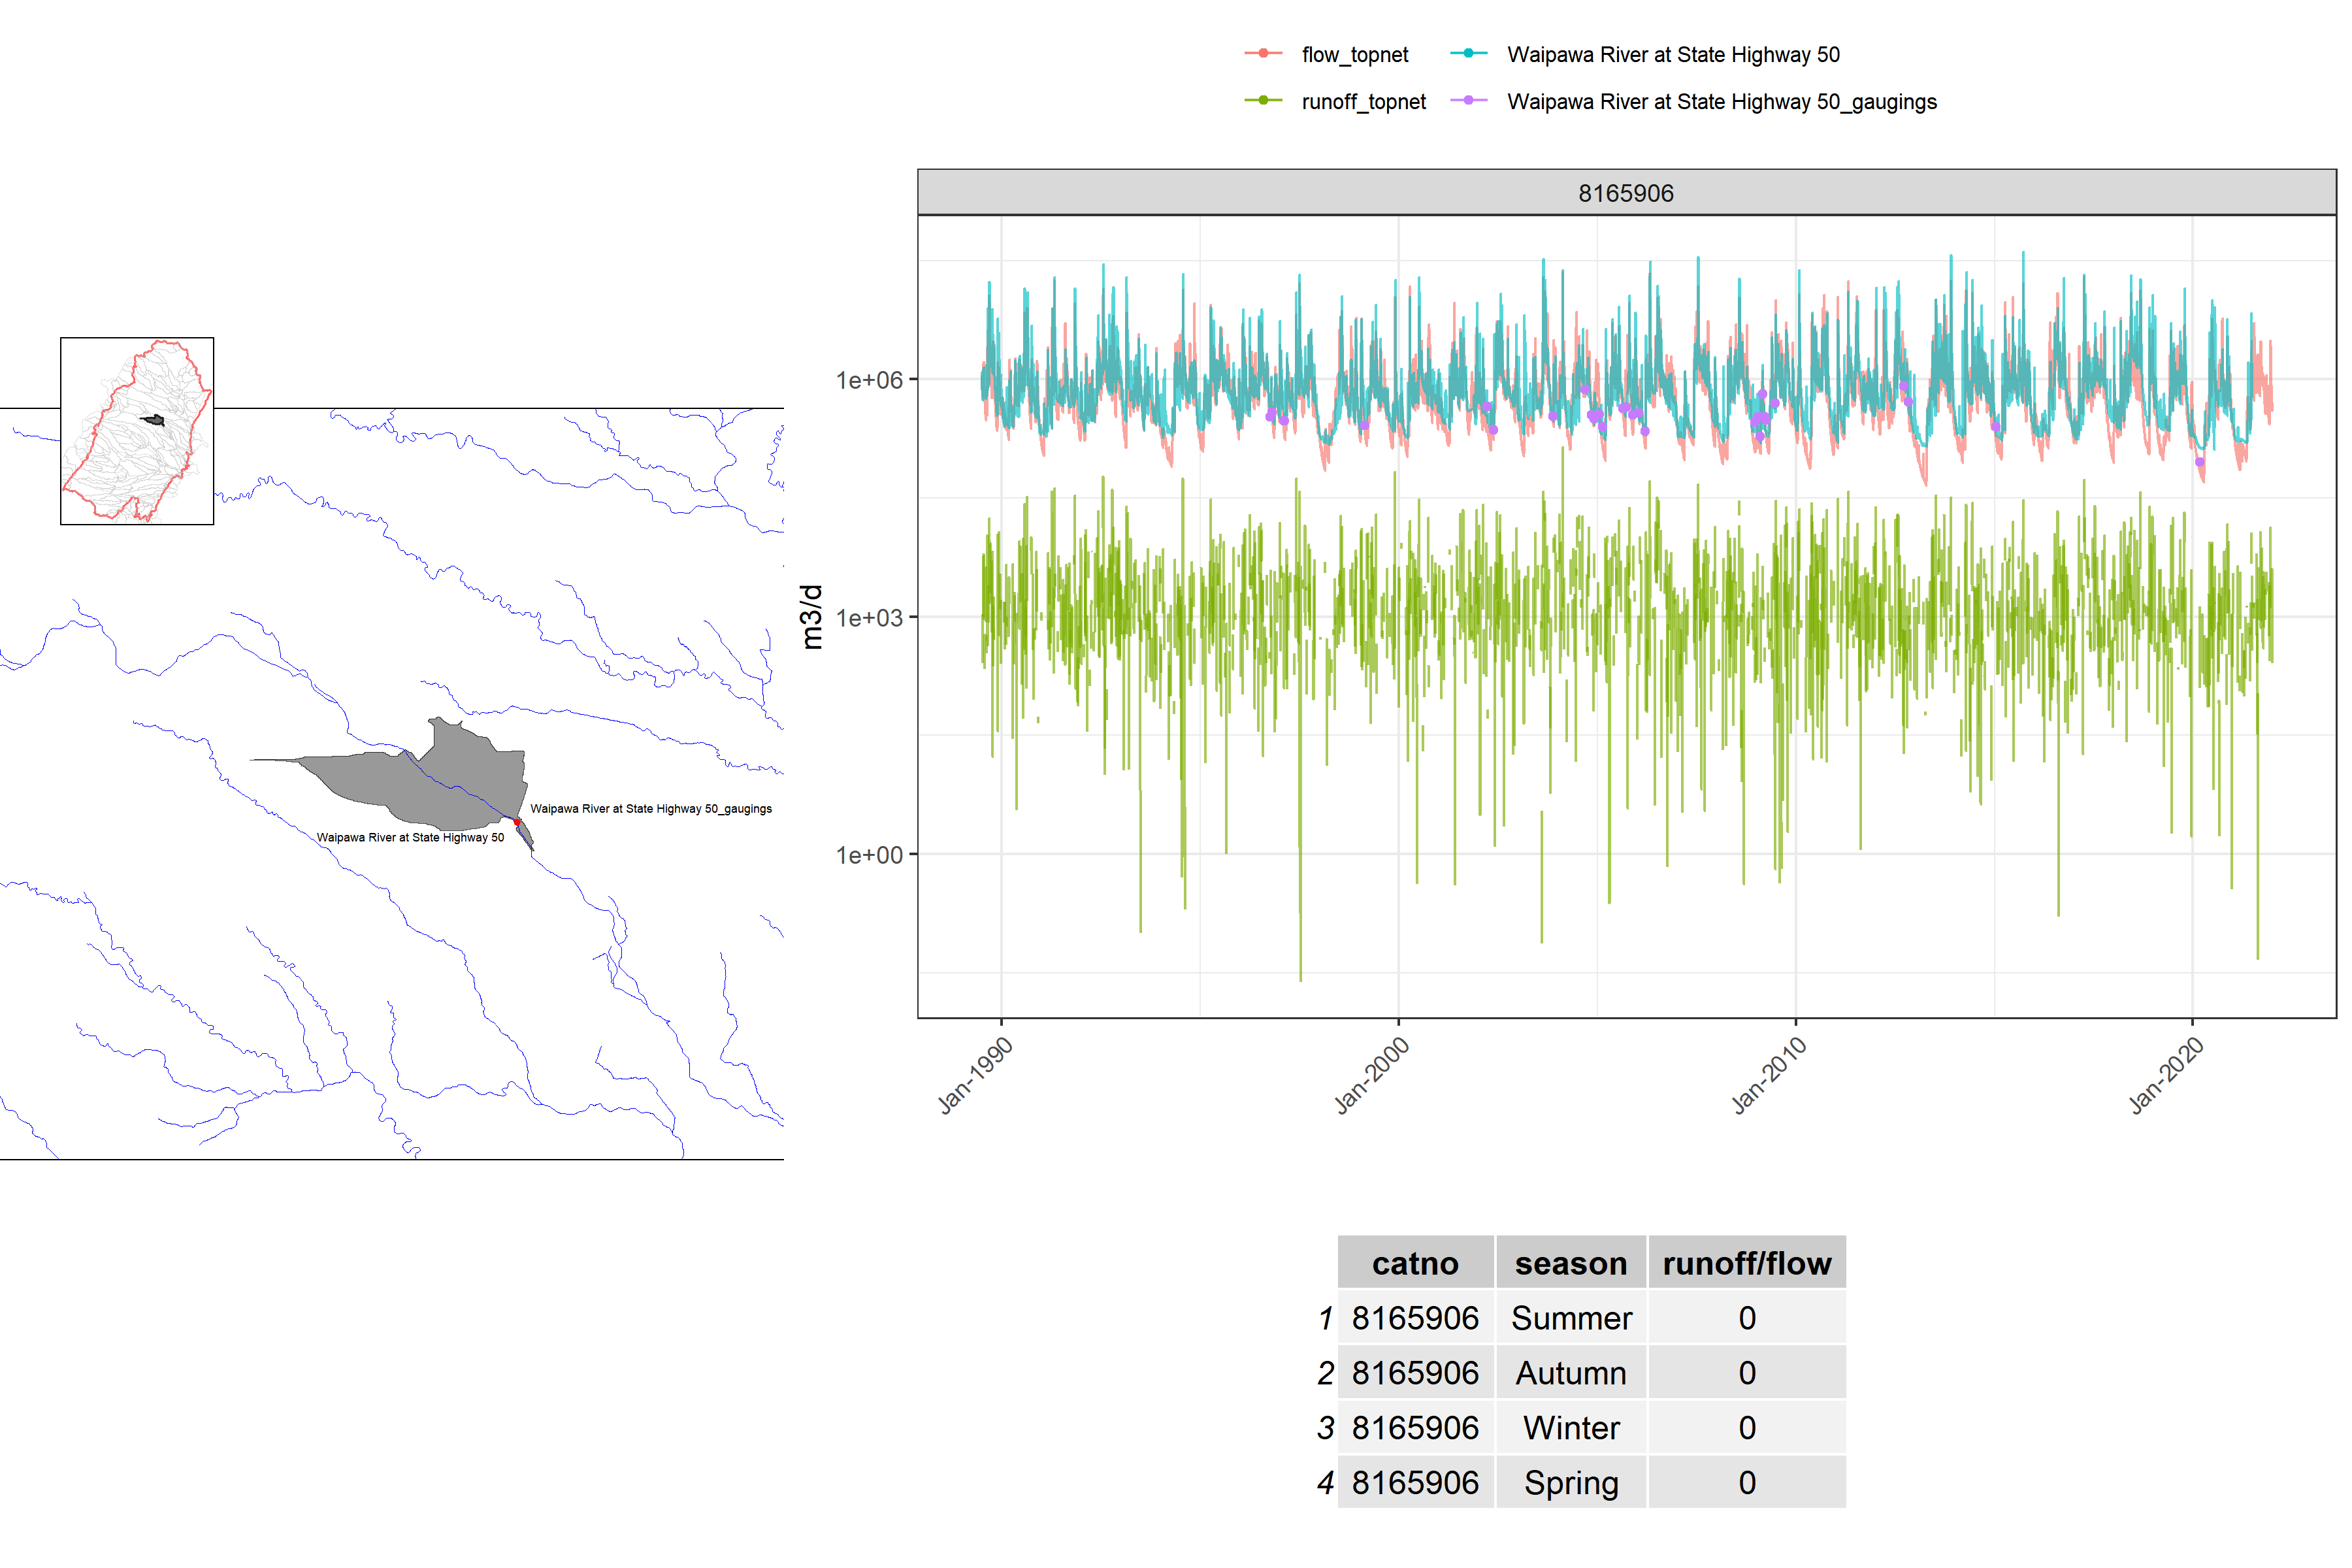 flow_topnet
Waipawa River at State Highway 50
runoff_topnet
Waipawa River at State Highway 50_gaugings
8165906
m3/d
1e+06
1e+03
1e+00
Jan-1990
Jan-2000
Jan-2010
Jan-2020
Waipawa River at State Highway 50_gaugings
Waipawa River at State Highway 50
catno season runoff/flow
1 8165906 Summer 0
2 8165906 Autumn 0
3 8165906 Winter 0
4 8165906 Spring 0